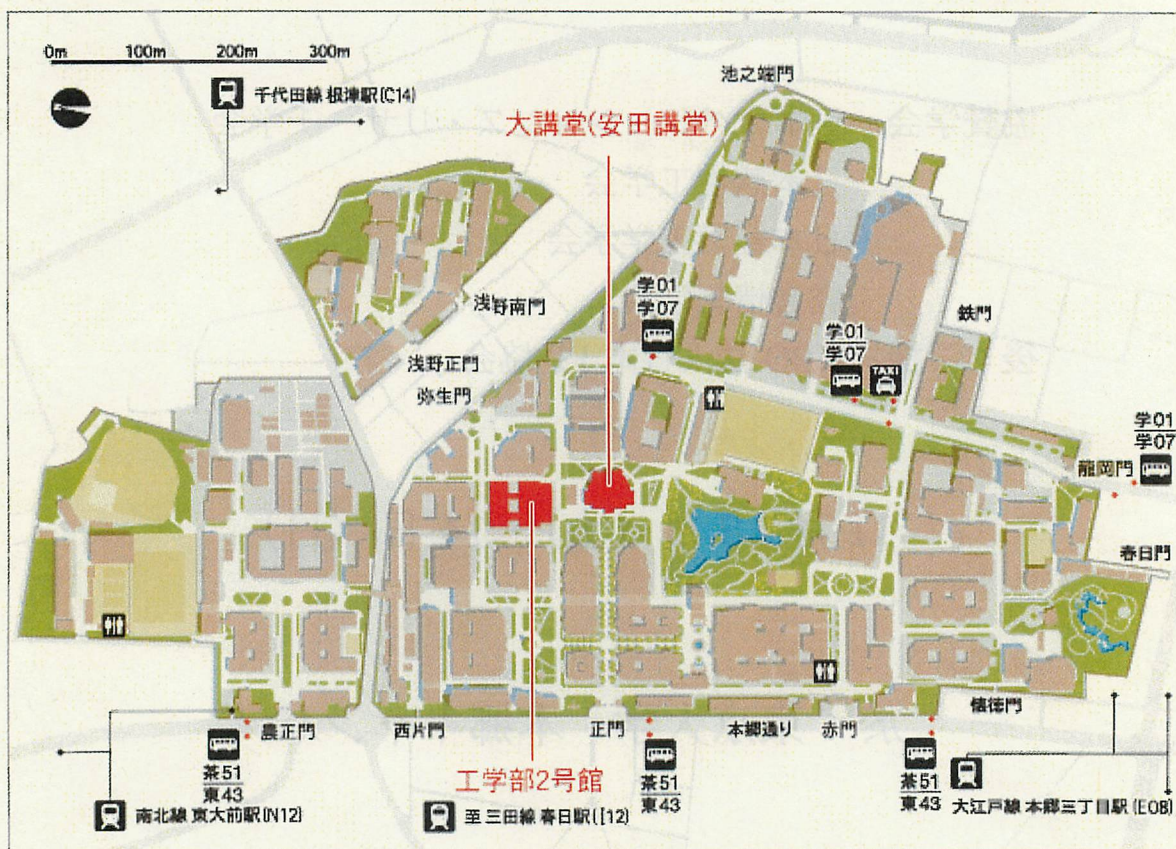 0m 100m 200m 300m
千代田線 根津駅(C14)
池之端門
大講堂(安田講堂)
学01
学07
浅野南門
鉄門
学01
学07
TAXI
浅野正門
弥生門
学01
学07
龍岡門
春日門
懐徳門
農正門
西片門
正門
本郷通り
赤門
茶51
東43
工学部2号館
茶51
東43
茶51
東43
大江戸線 本郷三丁目駅(E08)
南北線 東大前駅(N12)
至 三田線 春日駅(I12)